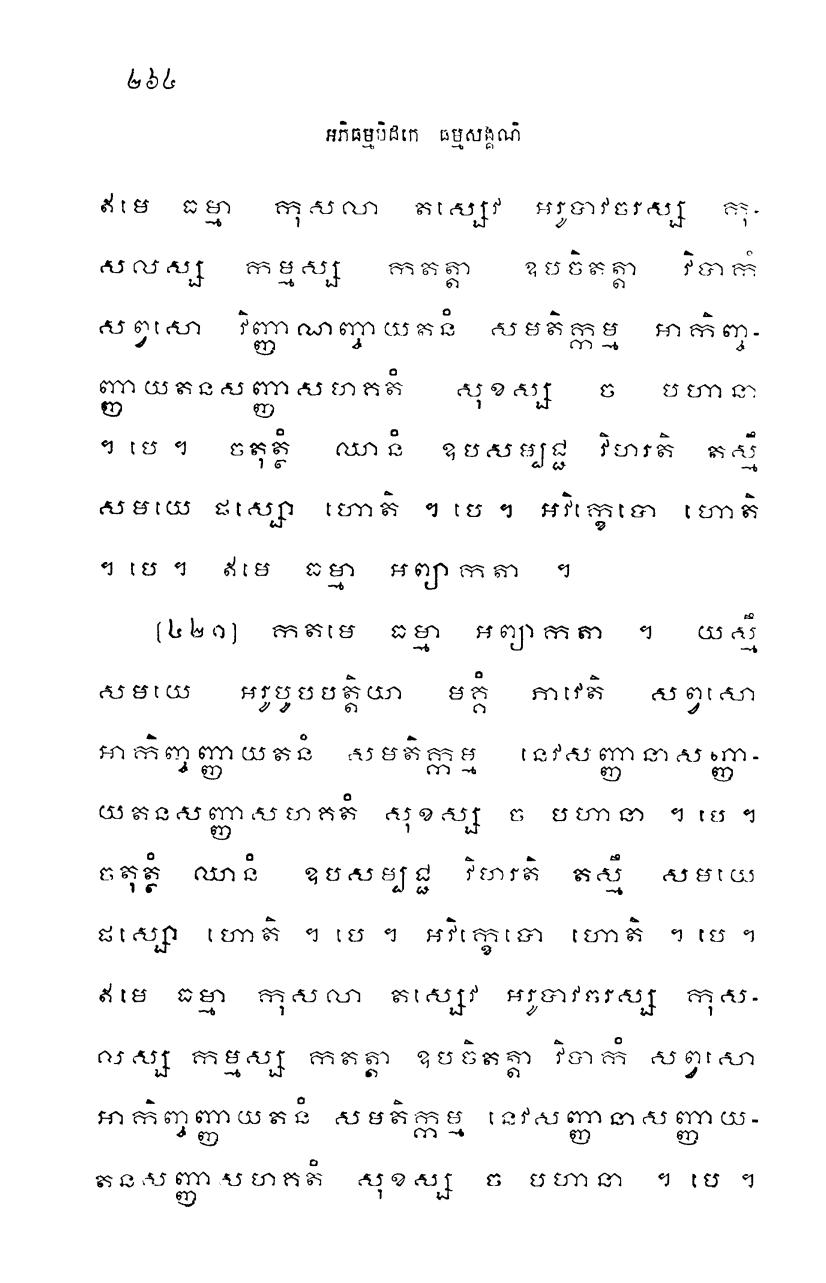 ២៦៤
អភិធម្មបិដកេ ធម្មសង្គណិ
ឥមេ ធម្មា កុសលា តស្សេវ អរូបាវចរស្ស កុ-
សលស្ស កម្មស្ស កតត្តា ឧបចិតត្តា វិបាកំ
សព្វសោ វិញ្ញាណញ្ចាយតនំ សមតិក្កម្ម អាកិញ្ច-
ញ្ញាយតនសញ្ញាសហគតំ សុខស្ស ច បហានា
។ បេ ។ ចតុត្ថំ ឈានំ ឧបសម្បជ្ជ វិហរតិ តស្មឹ
សមយេ ផស្សោ ហោតិ ។ បេ ។ អវិក្ខេបោ ហោតិ
។ បេ ។ ឥមេ ធម្មា អព្យាកតា ។
[៤២១] កតមេ ធម្មា អព្យាកតា ។ យស្មឹ
សមយេ អរូបូបបត្តិយា មគ្គំ ភាវេតិ សព្វសោ
អាកិញ្ចញ្ញាយតនំ សមតិក្កម្ម នេវសញ្ញានាសញ្ញា-
យតនសញ្ញាសហគតំ សុខស្ស ច បហានា ។ បេ ។
ចតុត្ថំ ឈានំ ឧបសម្បជ្ជ វិហរតិ តស្មឹ សមយេ
ផស្សោ ហោតិ ។ បេ ។ អវិក្ខេបោ ហោតិ ។ បេ ។
ឥមេ ធម្មា កុសលា តស្សេវ អរូបាវចរស្ស កុស-
លស្ស កម្មស្ស កតត្តា ឧបចិតត្តា វិបាកំ សព្វសោ
អាកិញ្ចញ្ញាយតនំ សមតិក្កម្ម នេវសញ្ញានាសញ្ញាយ-
តនសញ្ញាសហគតំ សុខស្ស ច បហានា ។ បេ ។